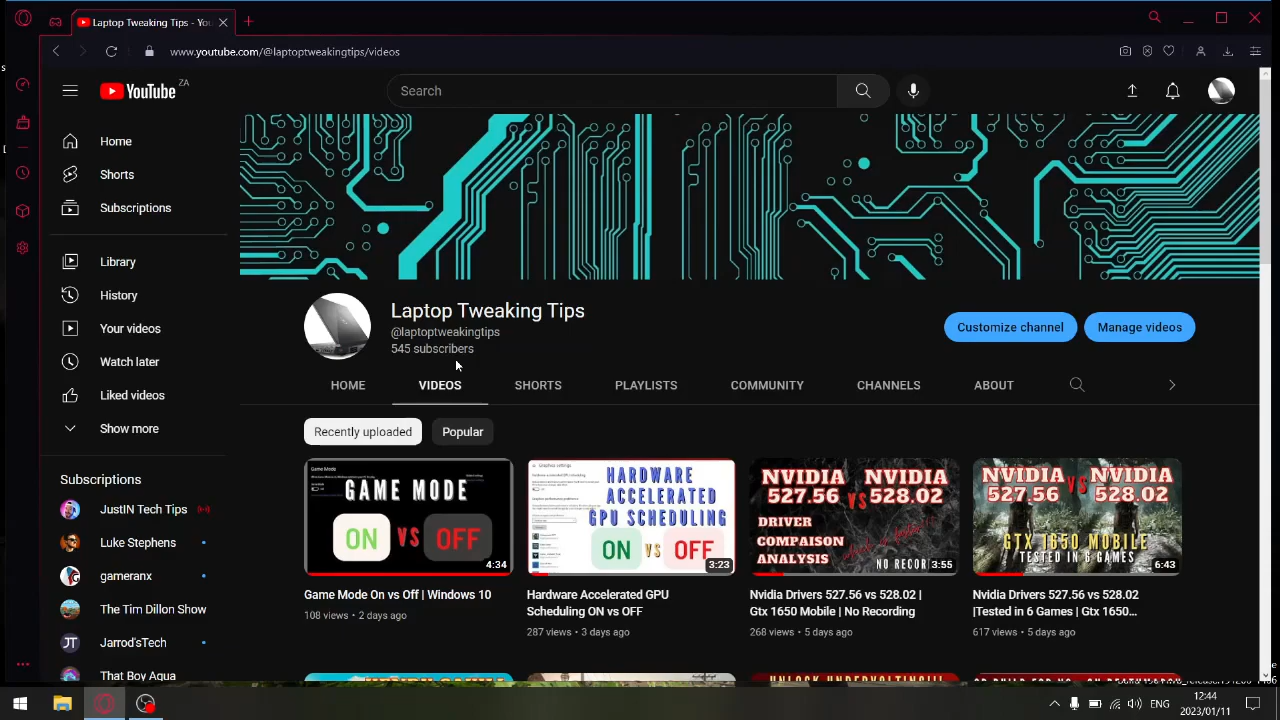 Laptop Tweaking Tips - You
www.youtube.com/@laptoptweakingtips/videos
YouTube ZA
Search
Home
Shorts
Subscriptions
Library
History
Your videos
Watch later
Liked videos
Show more
Subscriptions
JustinReal Tips
Luke Stephens
gameranx
The Tim Dillon Show
Jarrod'sTech
That Boy Aqua
Laptop Tweaking Tips
@laptoptweakingtips
545 subscribers
Customize channel
Manage videos
HOME VIDEOS SHORTS PLAYLISTS COMMUNITY CHANNELS ABOUT
Recently uploaded Popular
Game Mode
GAME MODE
ON VS OFF
4:34
Game Mode On vs Off | Windows 10
108 views • 2 days ago
Graphics settings
HARDWARE
ACCELERATED
GPU SCHEDULING
ON VS OFF
3:23
Hardware Accelerated GPU
Scheduling ON vs OFF
287 views • 3 days ago
NVIDIA VS NVIDIA
527.56 528.02
DRIVER
COMPAISON
ANALYSIS
NO RECOR
3:55
Nvidia Drivers 527.56 vs 528.02 |
Gtx 1650 Mobile | No Recording
268 views • 5 days ago
NVIDIA VS NVIDIA
527.56 528.02
GTX 1650 MOBILE
TESTED IN GAMES
6:43
Nvidia Drivers 527.56 vs 528.02
|Tested in 6 Games | Gtx 1650...
617 views • 5 days ago
ENG
12:44
2023/01/11